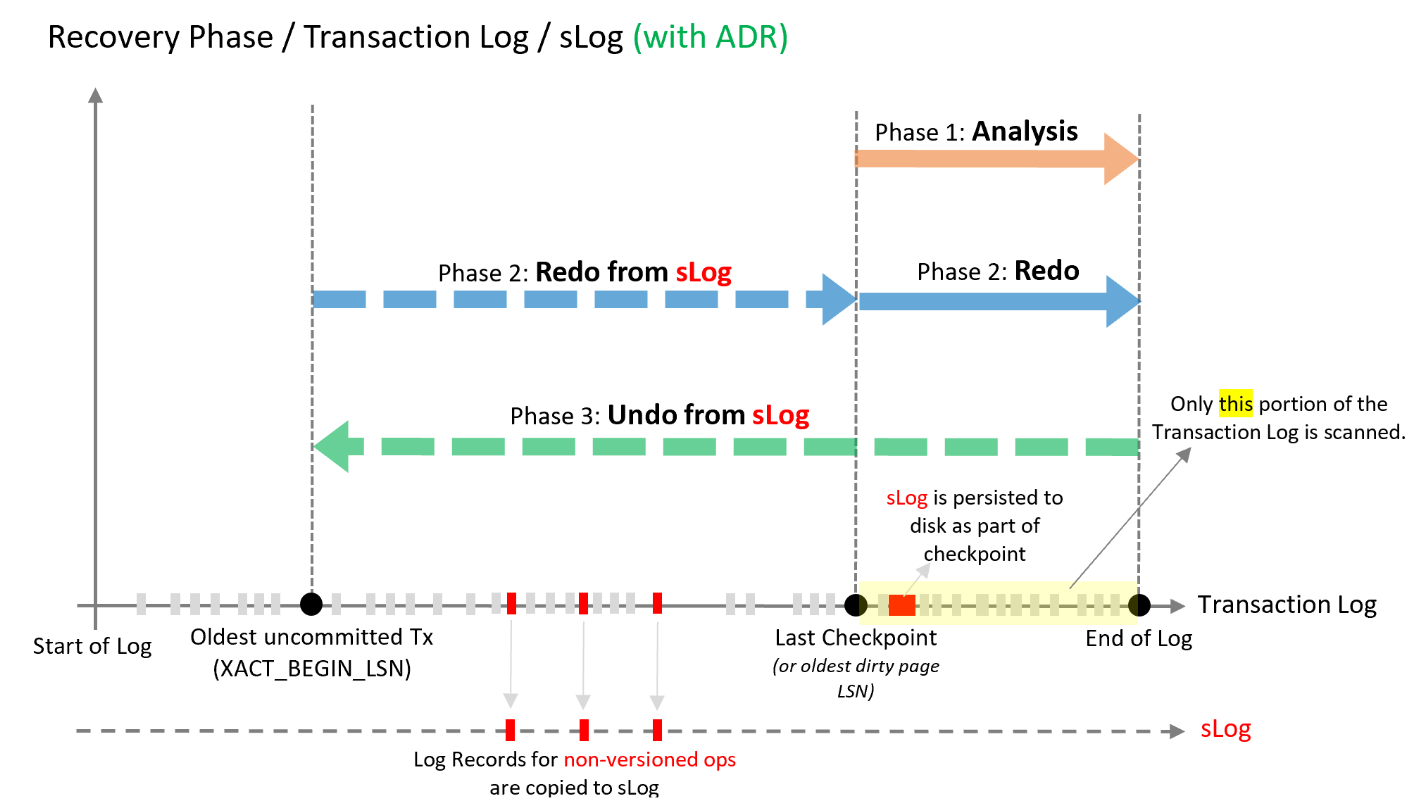 Recovery Phase / Transaction Log / sLog (with ADR)
Phase 1: Analysis
Phase 2: Redo from sLog
Phase 2: Redo
Phase 3: Undo from sLog
Only this portion of the
Transaction Log is scanned.
sLog is persisted to
disk as part of
checkpoint
Transaction Log
Start of Log
Oldest uncommitted Tx
(XACT_BEGIN_LSN)
Last Checkpoint
(or oldest dirty page
LSN)
End of Log
sLog
Log Records for non-versioned ops
are copied to sLog